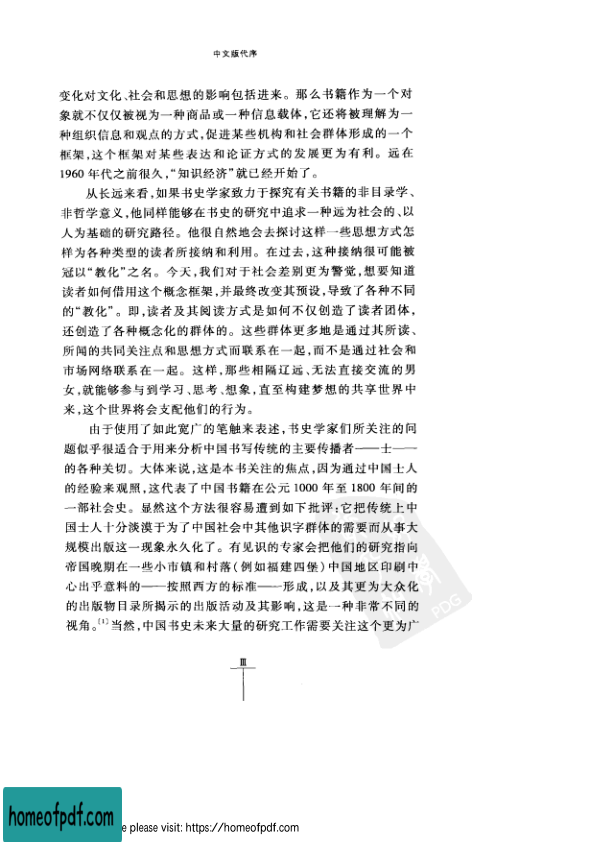 中文版代序
变化对文化、社会和思想的影响包括进来。那么书籍作为一个对
象就不仅仅被视为一种商品或一种信息载体,它还将被理解为一
种组织信息和观点的方式,促进某些机构和社会群体形成的一个
框架,这个框架对某些表达和论证方式的发展更为有利。远在
1960 年代之前很久,“知识经济”就已经开始了。
从长远来看,如果书史学家致力于探究有关书籍的非目录学、
非哲学意义,他同样能够在书史的研究中追求一种远为社会的、以
人为基础的研究路径。他很自然地会去探讨这样一些思想方式怎
样为各种类型的读者所接纳和利用。在过去,这种接纳很可能被
冠以“教化”之名。今天,我们对于社会差别更为警觉,想要知道
读者如何借用这个概念框架,并最终改变其预设,导致了各种不同
的“教化”。即,读者及其阅读方式是如何不仅创造了读者团体,
还创造了各种概念化的群体的。这些群体更多地是通过其所读、
所闻的共同关注点和思想方式而联系在一起,而不是通过社会和
市场网络联系在一起。这样,那些相隔辽远、无法直接交流的男
女,就能够参与到学习、思考、想象,直至构建梦想的共享世界中
来,这个世界将会支配他们的行为。
由于使用了如此宽广的笔触来表述,书史学家们所关注的问
题似乎很适合于用来分析中国书写传统的主要传播者——士——
的各种关切。大体来说,这是本书关注的焦点,因为通过中国士人
的经验来观照,这代表了中国书籍在公元 1000 年至 1800 年间的
一部社会史。显然这个方法很容易遭到如下批评:它把传统上中
国士人十分淡漠于为了中国社会中其他识字群体的需要而从事大
规模出版这一现象永久化了。有见识的专家会把他们的研究指向
帝国晚期在一些小市镇和村落(例如福建四堡)中国地区印刷中
心出乎意料的——按照西方的标准——形成,以及其更为大众化
的出版物目录所揭示的出版活动及其影响,这是一种非常不同的
视角。[1]当然,中国书史未来大量的研究工作需要关注这个更为广
III
PDG
homeofpdf.com
e please visit: https://homeofpdf.com